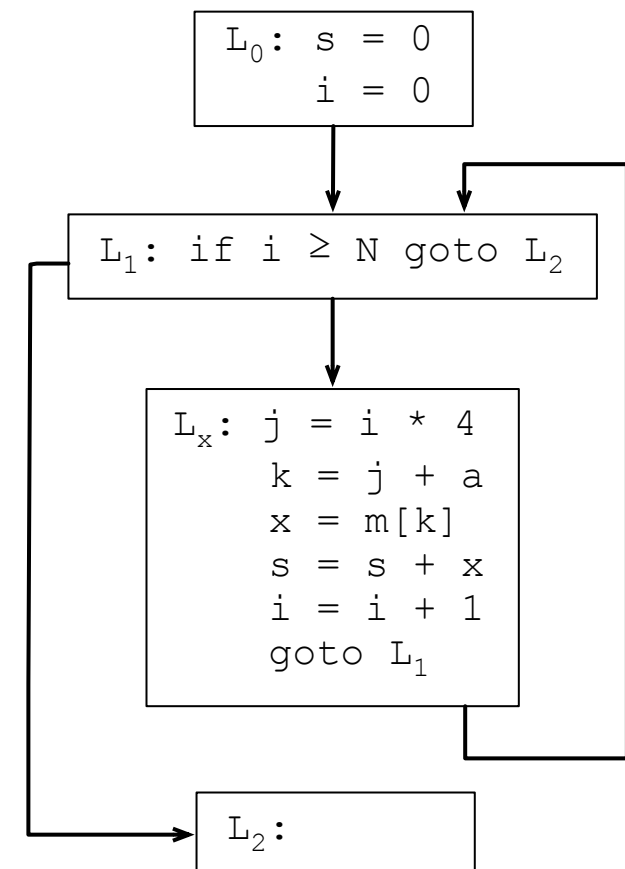 L₀: s = 0
i = 0
L₁: if i ≥ N goto L₂
Lₓ: j = i * 4
k = j + a
x = m[k]
s = s + x
i = i + 1
goto L₁
L₂: